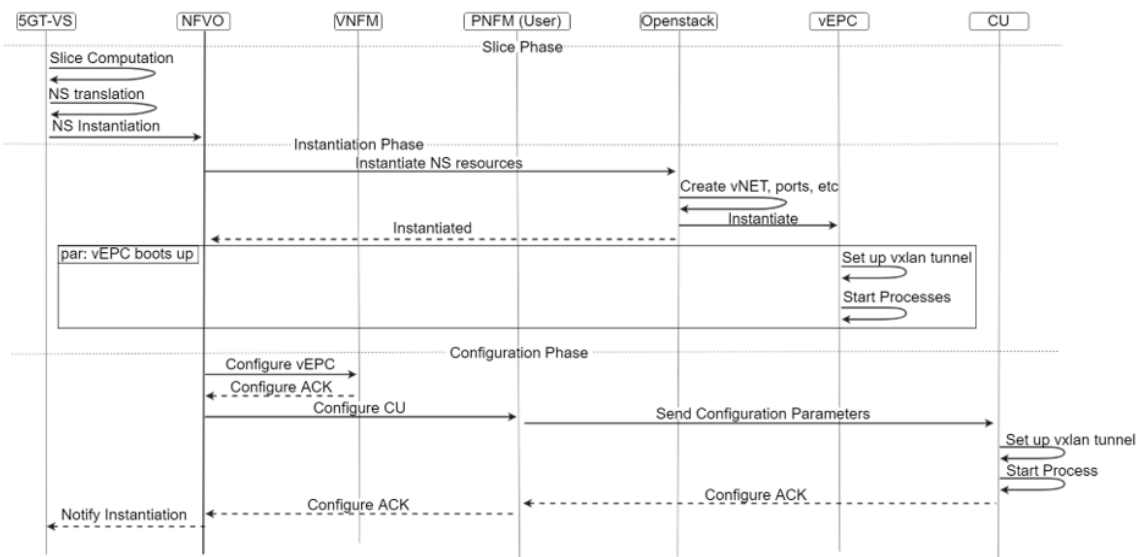 5GT-VS NFVO VNFM PNFM (User) Openstack vEPC CU
Slice Phase
Slice Computation
NS translation
NS Instantiation
Instantiation Phase
Instantiate NS resources
Create vNET, ports, etc
Instantiate
Instantiated
par: vEPC boots up
Set up vxlan tunnel
Start Processes
Configuration Phase
Configure vEPC
Configure ACK
Configure CU
Send Configuration Parameters
Set up vxlan tunnel
Start Process
Configure ACK
Configure ACK
Notify Instantiation